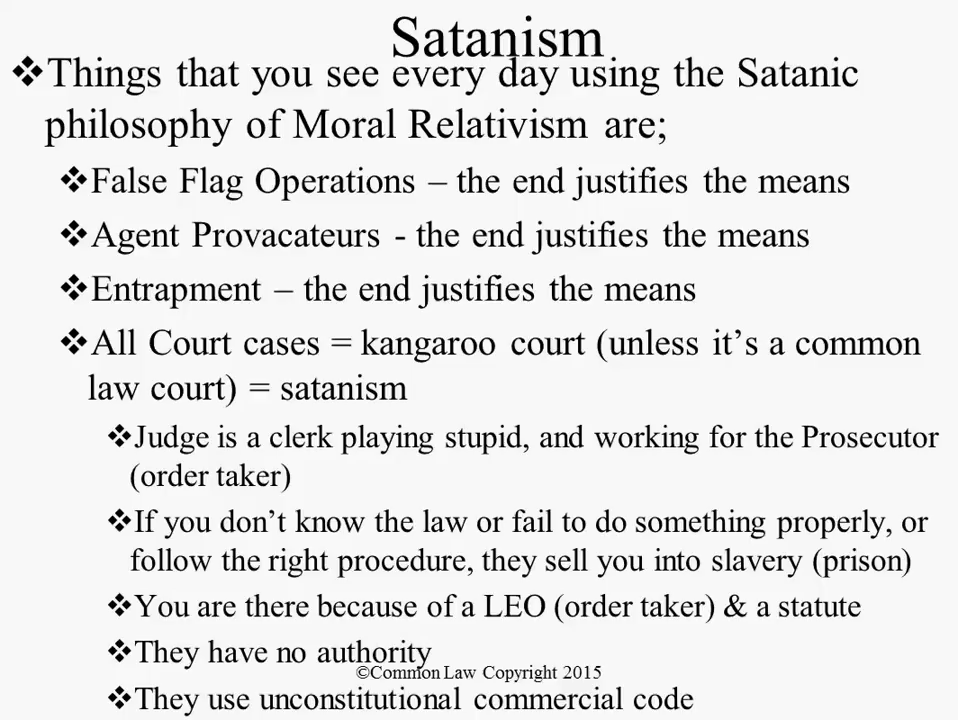 Satanism
❖Things that you see every day using the Satanic
philosophy of Moral Relativism are;
❖False Flag Operations – the end justifies the means
❖Agent Provacateurs - the end justifies the means
❖Entrapment – the end justifies the means
❖All Court cases = kangaroo court (unless it’s a common
law court) = satanism
❖Judge is a clerk playing stupid, and working for the Prosecutor
(order taker)
❖If you don’t know the law or fail to do something properly, or
follow the right procedure, they sell you into slavery (prison)
❖You are there because of a LEO (order taker) & a statute
❖They have no authority
©Common Law Copyright 2015
❖They use unconstitutional commercial code